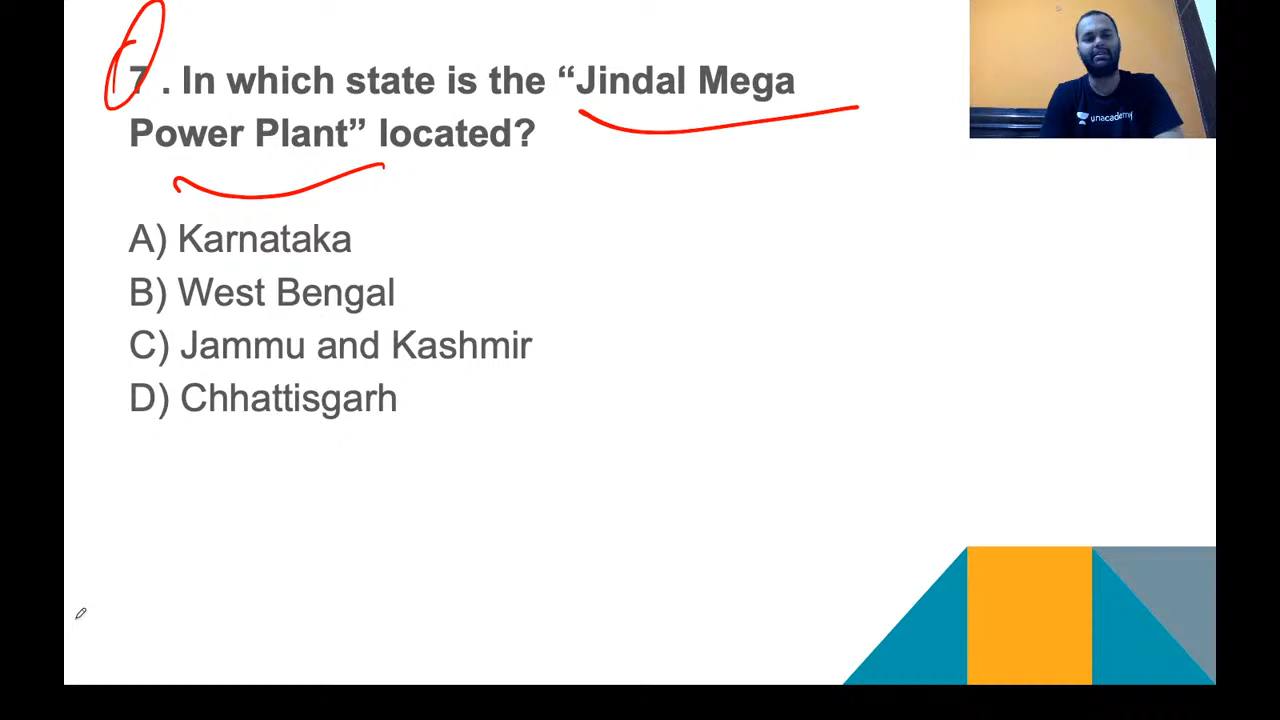 7 . In which state is the “Jindal Mega
Power Plant” located?
A) Karnataka
B) West Bengal
C) Jammu and Kashmir
D) Chhattisgarh
unacademy